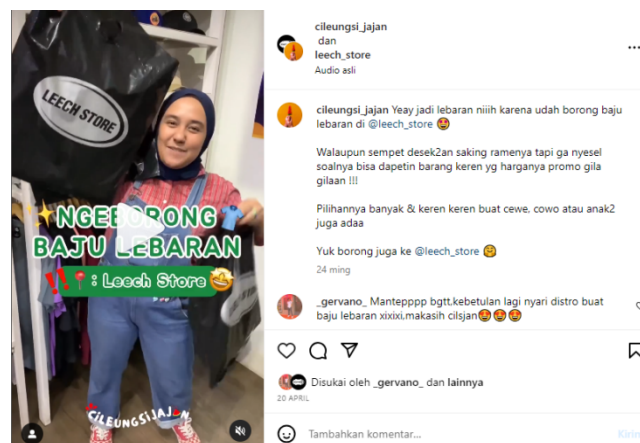 LEECH STORE
✨NGEBORONG👕
BAJU LEBARAN
‼️📍: Leech Store🤩
CILEUNGSIJAJAN
cileungsi_jajan
dan
leech_store
Audio asli
cileungsi_jajan Yeay jadi lebaran niiih karena udah borong baju
lebaran di @leech_store 🤩
Walaupun sempet desek2an saking ramenya tapi ga nyesel
soalnya bisa dapetin barang keren yg harganya promo gila
gilaan !!!
Pilihannya banyak & keren keren buat cewe, cowo atau anak2
juga adaa
Yuk borong juga ke @leech_store 🤗
24 ming
_gervano_ Mantepppp bgtt,kebetulan lagi nyari distro buat
baju lebaran xixixi,makasih cilsjan🤩🤩🤩
Disukai oleh _gervano_ dan lainnya
20 APRIL
Tambahkan komentar...
Kirim